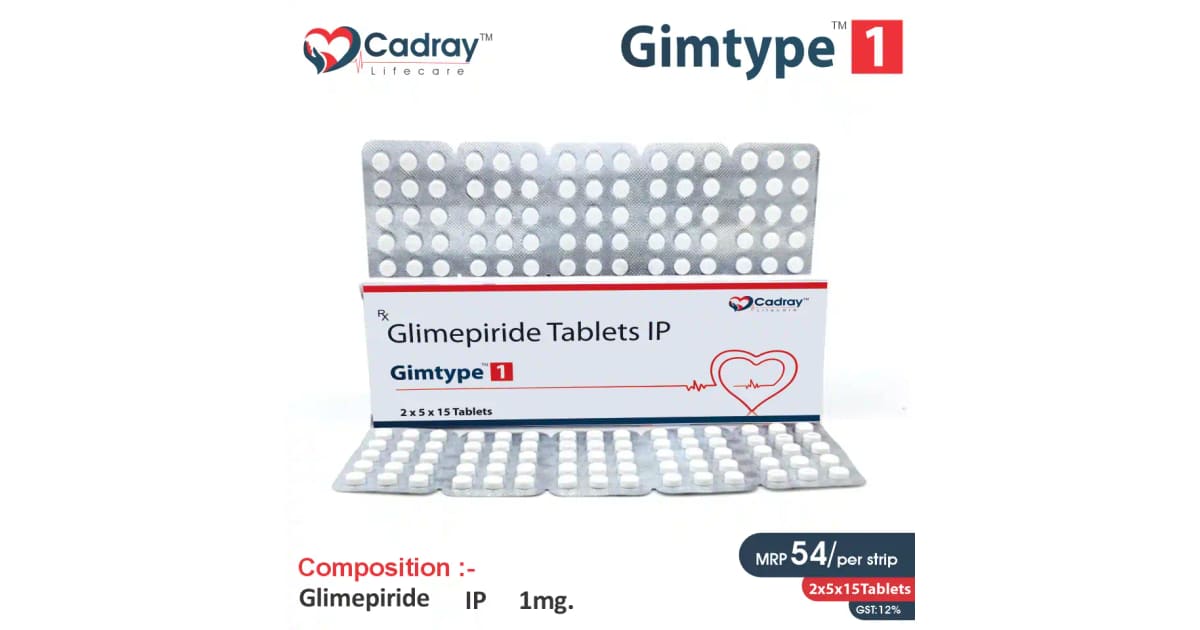 Cadray™
Lifecare
Gimtype™ 1
Cadray™
Lifecare
Rx
Glimepiride Tablets IP
Gimtype™ 1
2 x 5 x 15 Tablets
Composition :-
Glimepiride IP 1mg.
MRP 54/per strip
2x5x15Tablets
GST:12%